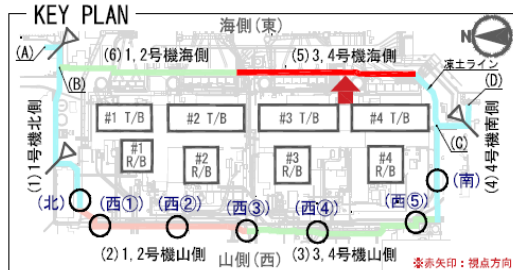 KEY PLAN
海側(東)
N
(A)
(6)1,2号機海側
(5)3,4号機海側
凍土ライン
(B)
(D)
#1 T/B
#2 T/B
#3 T/B
#4 T/B
(C)
(1)1号機北側
#1
R/B
#2
R/B
#3
R/B
#4
R/B
(4)4号機南側
(北)
(西①)
(西②)
(西③)
(西④)
(西⑤)
(南)
(2)1,2号機山側
山側(西)
(3)3,4号機山側
※赤矢印:視点方向